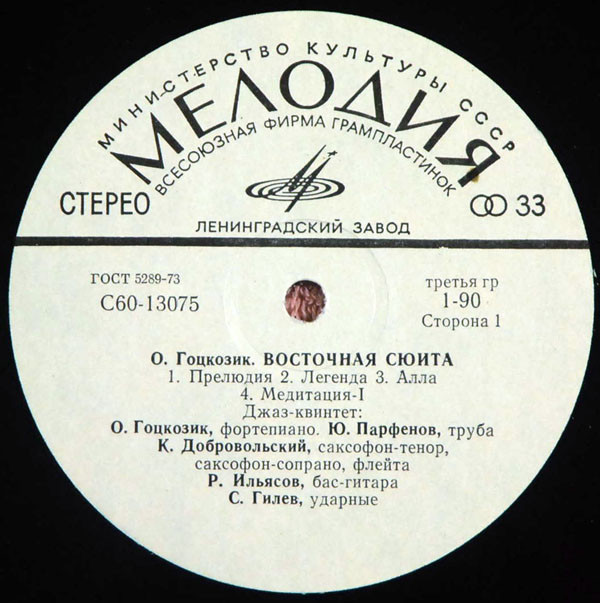 МИНИСТЕРСТВО КУЛЬТУРЫ СССР
МЕЛОДИЯ
ВСЕСОЮЗНАЯ ФИРМА ГРАМПЛАСТИНОК
СТЕРЕО 33
ЛЕНИНГРАДСКИЙ ЗАВОД
ГОСТ 5289-73 третья гр
С60-13075 1-90
Сторона 1
О. Гоцкозик. ВОСТОЧНАЯ СЮИТА
1. Прелюдия 2. Легенда 3. Алла
4. Медитация-I
Джаз-квинтет:
О. Гоцкозик, фортепиано. Ю. Парфенов, труба
К. Добровольский, саксофон-тенор,
саксофон-сопрано, флейта
Р. Ильясов, бас-гитара
С. Гилев, ударные